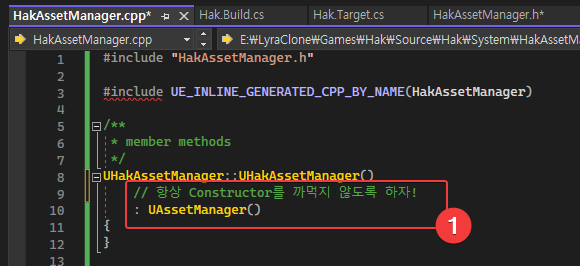 HakAssetManager.cpp*
Hak.Build.cs
Hak.Target.cs
HakAssetManager.h*
HakAssetManager.cpp
E:₩LyraClone₩Games₩Hak₩Source₩Hak₩System₩HakAssetM
1 #include "HakAssetManager.h"
2
3 #include UE_INLINE_GENERATED_CPP_BY_NAME(HakAssetManager)
4
5 /**
6 * member methods
7 */
8 UHakAssetManager::UHakAssetManager()
9 // 항상 Constructor를 까먹지 않도록 하자!
10 : UAssetManager()
11 {
12 }
13
1